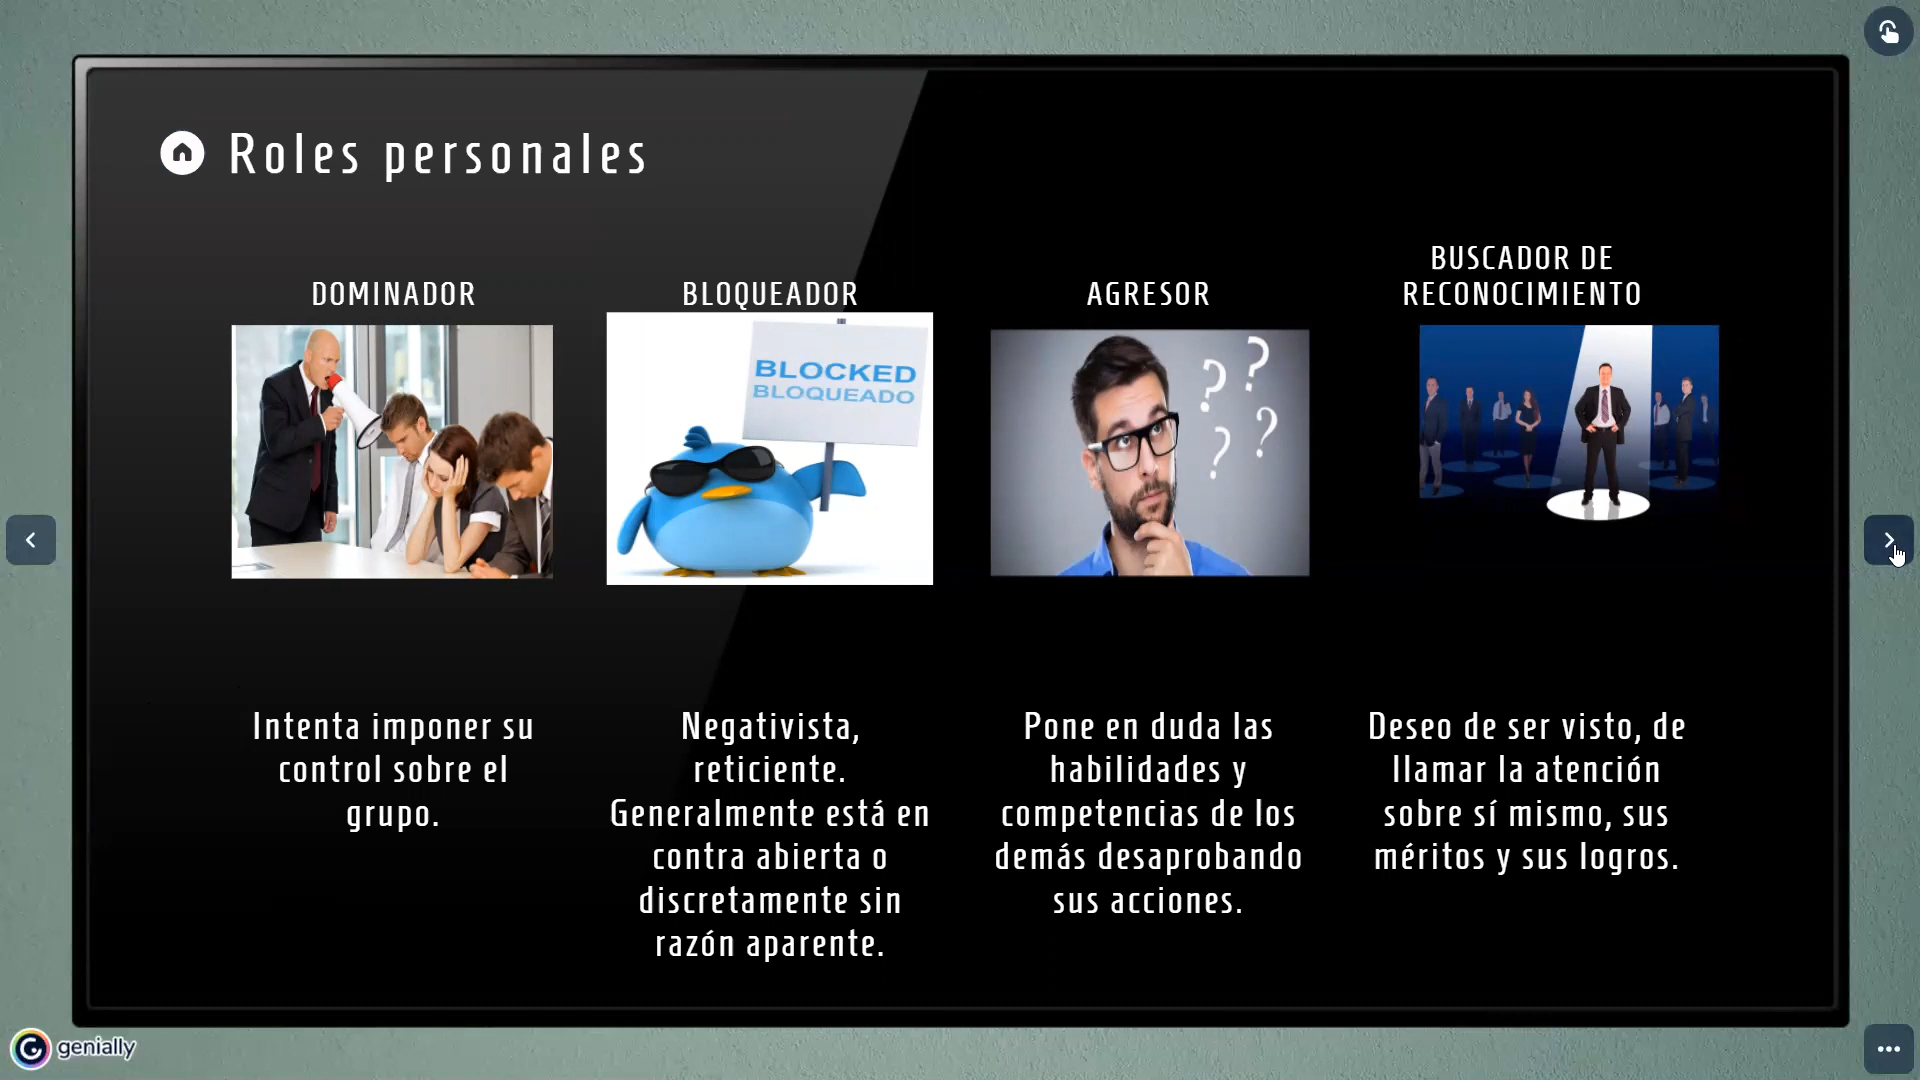 Roles personales
DOMINADOR
BLOQUEADOR
BLOCKED
BLOQUEADO
AGRESOR
? ? ? ?
BUSCADOR DE
RECONOCIMIENTO
Intenta imponer su
control sobre el
grupo.
Negativista,
reticiente.
Generalmente está en
contra abierta o
discretamente sin
razón aparente.
Pone en duda las
habilidades y
competencias de los
demás desaprobando
sus acciones.
Deseo de ser visto, de
llamar la atención
sobre sí mismo, sus
méritos y sus logros.
genially